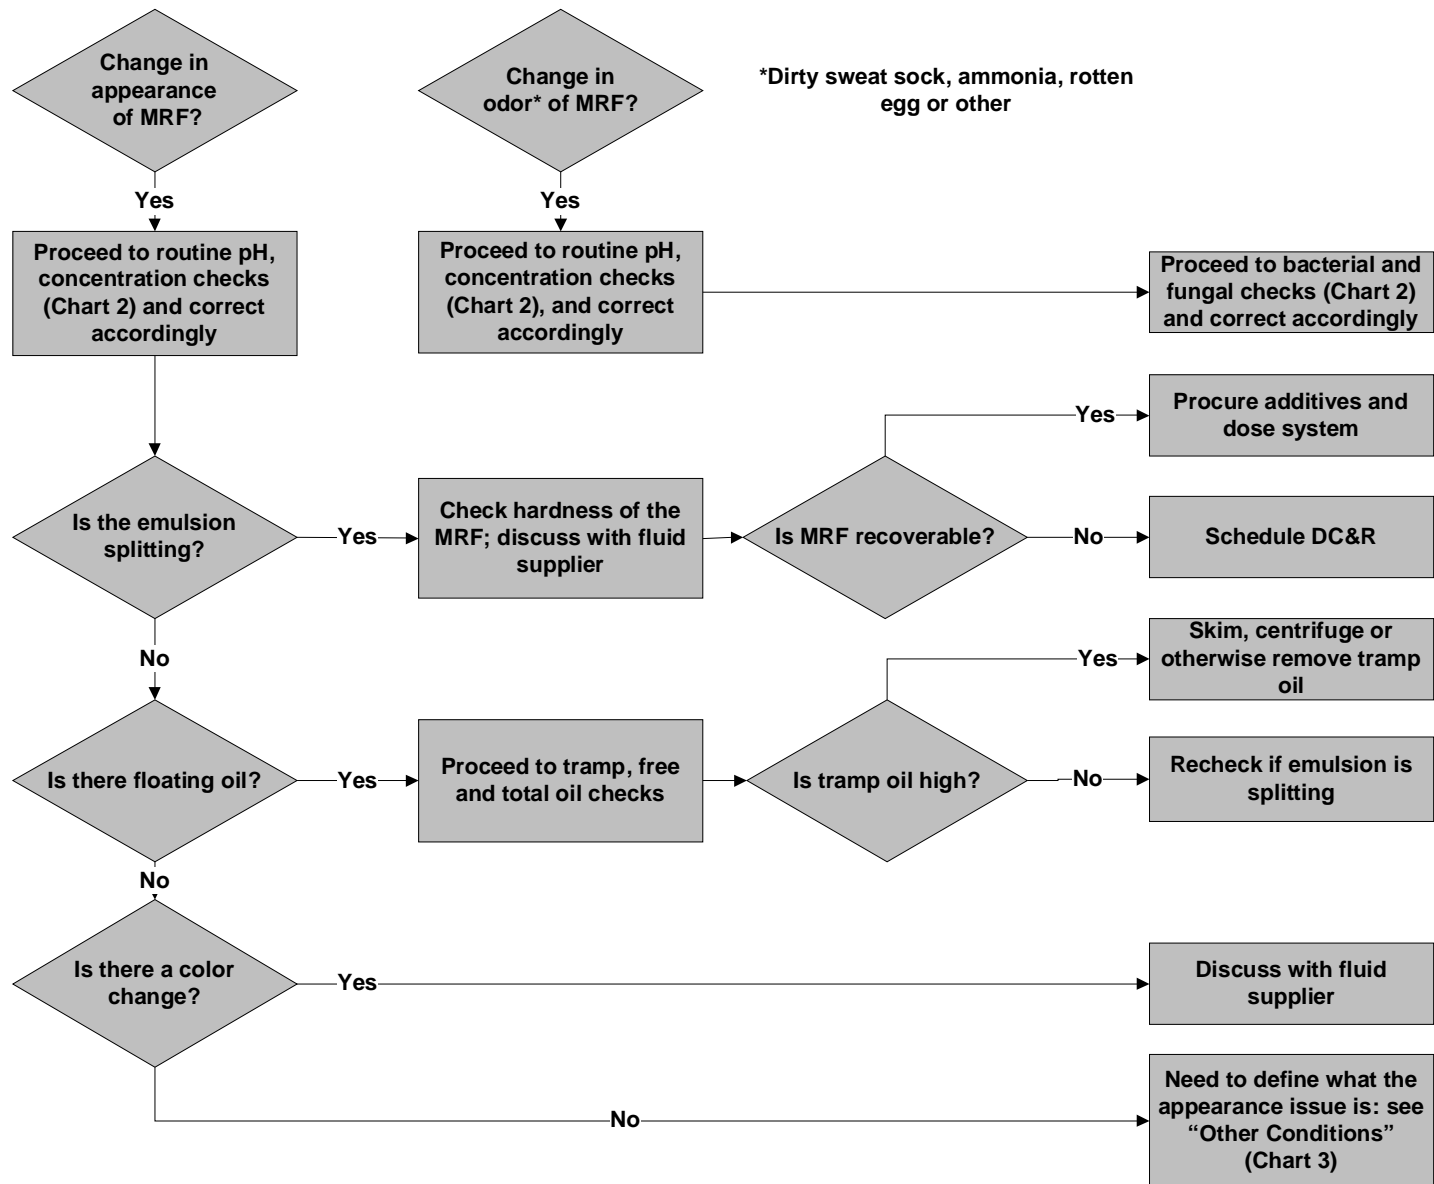 Change in
appearance
of MRF?
Change in
odor* of MRF?
*Dirty sweat sock, ammonia, rotten
egg or other
Yes
Yes
Proceed to routine pH,
concentration checks
(Chart 2) and correct
accordingly
Proceed to routine pH,
concentration checks
(Chart 2), and correct
accordingly
Proceed to bacterial and
fungal checks (Chart 2)
and correct accordingly
Is the emulsion
splitting?
Yes
Check hardness of the
MRF; discuss with fluid
supplier
Is MRF recoverable?
Yes
Procure additives and
dose system
No
Schedule DC&R
No
Is there floating oil?
Yes
Proceed to tramp, free
and total oil checks
Is tramp oil high?
Yes
Skim, centrifuge or
otherwise remove tramp
oil
No
Recheck if emulsion is
splitting
No
Is there a color
change?
Yes
Discuss with fluid
supplier
No
Need to define what the
appearance issue is: see
“Other Conditions”
(Chart 3)